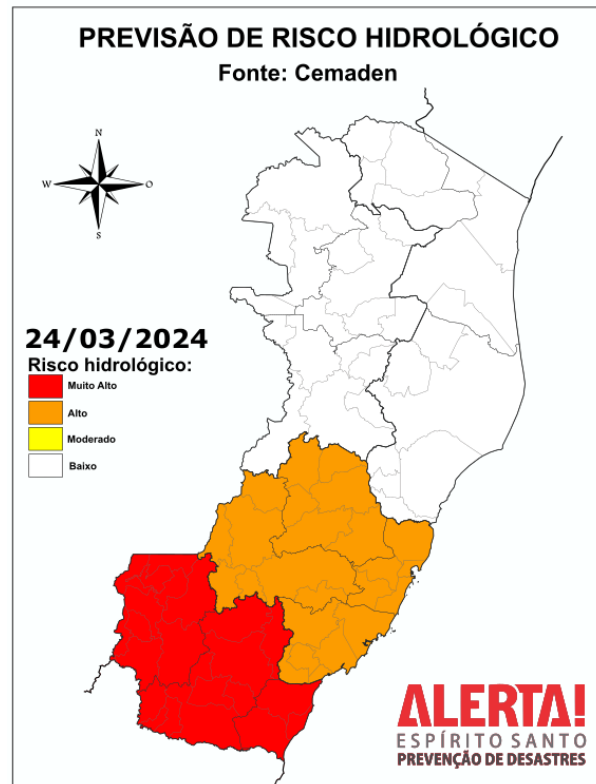 PREVISÃO DE RISCO HIDROLÓGICO
Fonte: Cemaden
N
W
O
S
24/03/2024
Risco hidrológico:
Muito Alto
Alto
Moderado
Baixo
ALERTA!
ESPÍRITO SANTO
PREVENÇÃO DE DESASTRES